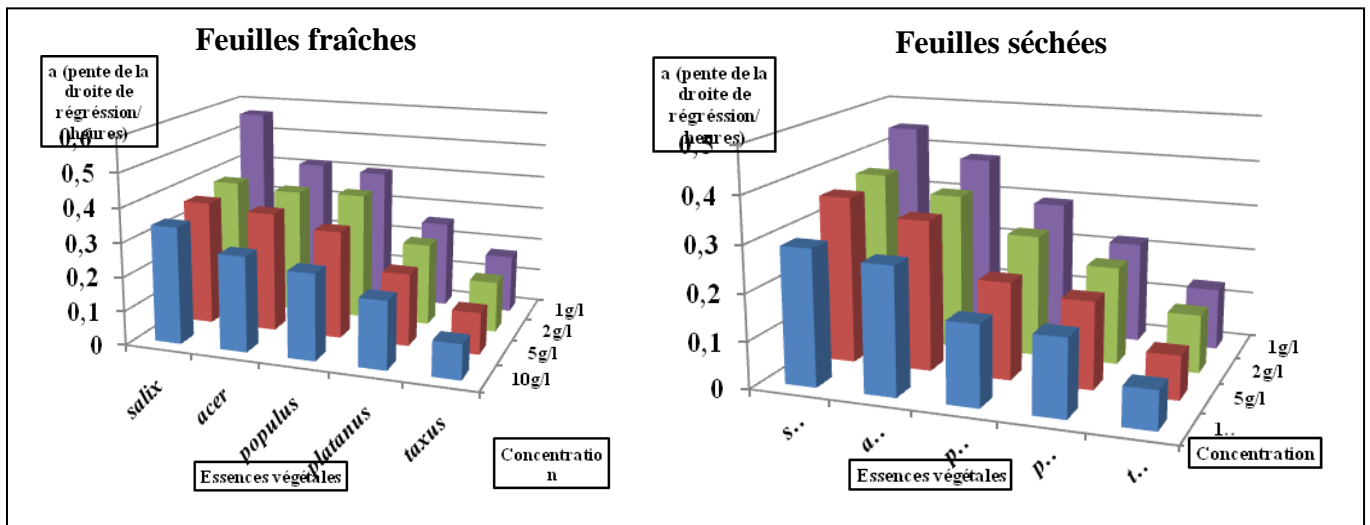 Feuilles fraîches
a (pente de la
droite de
régréssion/
heures)
0,6
0,5
0,4
0,3
0,2
0,1
0
salix
acer
populus
platanus
taxus
1g/l
2g/l
5g/l
10g/l
Essences végétales
Concentratio
n
Feuilles séchées
a (pente de la
droite de
régréssion/
heures)
0,5
0,4
0,3
0,2
0,1
0
s..
a..
p..
p..
t..
1g/l
2g/l
5g/l
1..
Essences végétales
Concentration